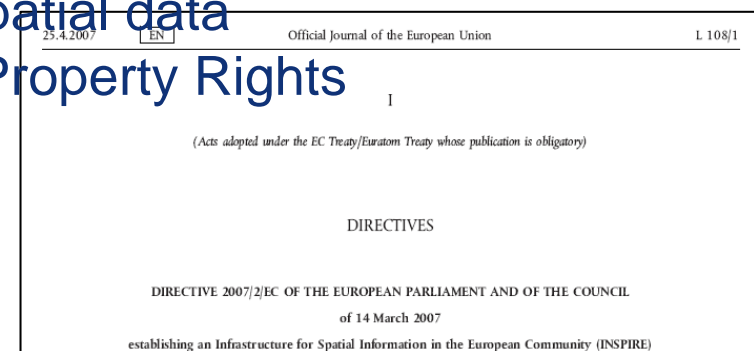 patial data
25.4.2007 EN Official Journal of the European Union L 108/1
Property Rights
I
(Acts adopted under the EC Treaty/Euratom Treaty whose publication is obligatory)
DIRECTIVES
DIRECTIVE 2007/2/EC OF THE EUROPEAN PARLIAMENT AND OF THE COUNCIL
of 14 March 2007
establishing an Infrastructure for Spatial Information in the European Community (INSPIRE)